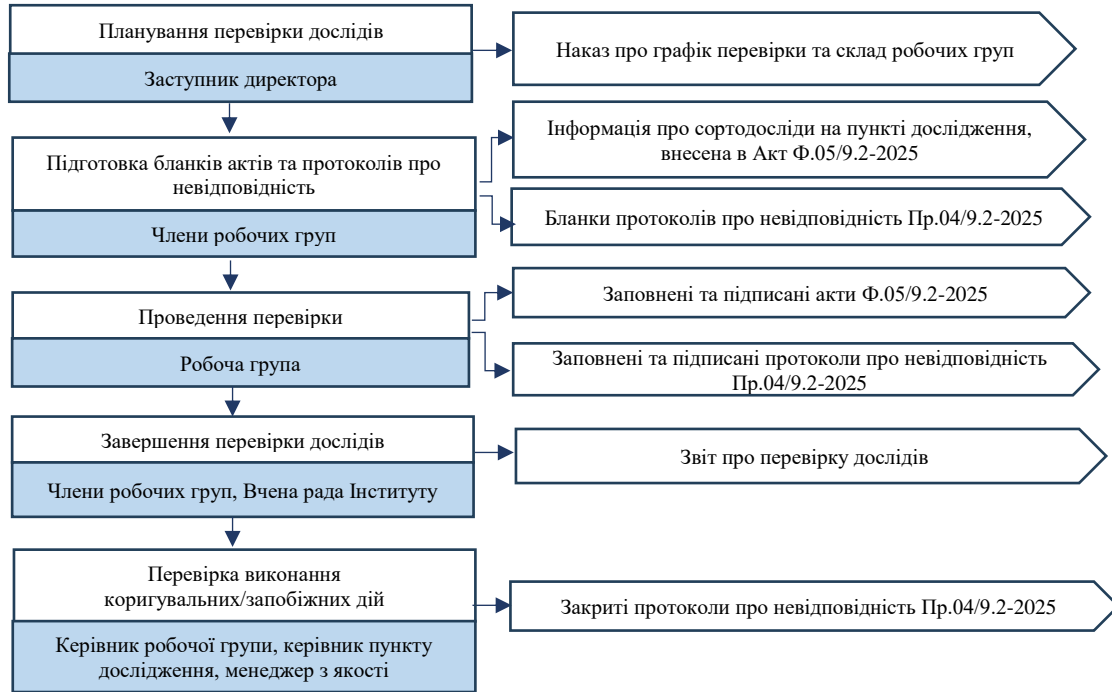 Планування перевірки дослідів
Заступник директора
Наказ про графік перевірки та склад робочих груп
Підготовка бланків актів та протоколів про
невідповідність
Члени робочих груп
Інформація про сортодосліди на пункті дослідження,
внесена в Акт Ф.05/9.2-2025
Бланки протоколів про невідповідність Пр.04/9.2-2025
Проведення перевірки
Робоча група
Заповнені та підписані акти Ф.05/9.2-2025
Заповнені та підписані протоколи про невідповідність
Пр.04/9.2-2025
Завершення перевірки дослідів
Члени робочих груп, Вчена рада Інституту
Звіт про перевірку дослідів
Перевірка виконання
коригувальних/запобіжних дій
Керівник робочої групи, керівник пункту
дослідження, менеджер з якості
Закриті протоколи про невідповідність Пр.04/9.2-2025